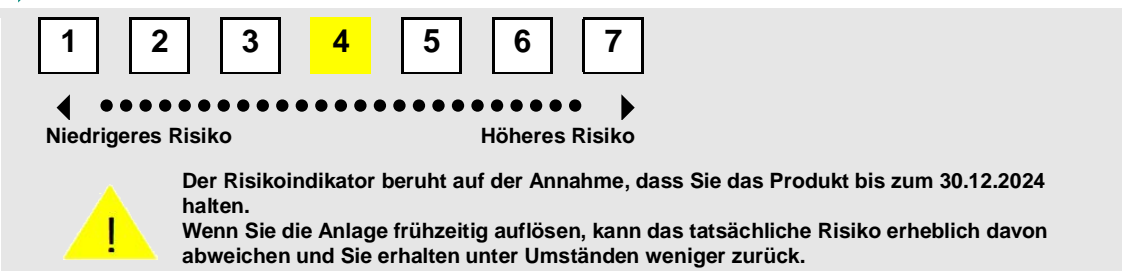 1 2 3 4 5 6 7
Niedrigeres Risiko Höheres Risiko
Der Risikoindikator beruht auf der Annahme, dass Sie das Produkt bis zum 30.12.2024
halten.
!
Wenn Sie die Anlage frühzeitig auflösen, kann das tatsächliche Risiko erheblich davon
abweichen und Sie erhalten unter Umständen weniger zurück.